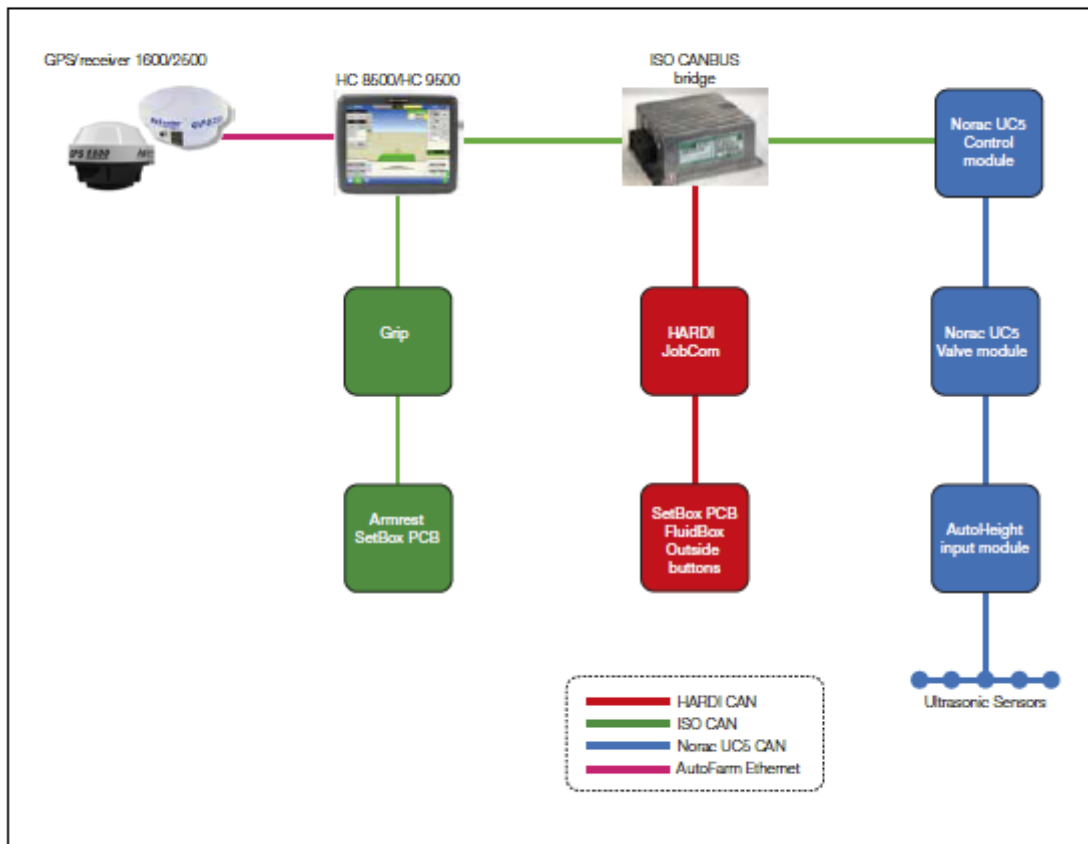 GPS/receiver 1600/2500
HC 8500/HC 9500
ISO CANBUS
bridge
GPS 1600
Norac UC5
Control
module
Grip
HARDI
JobCom
Norac UC5
Valve module
Armrest
SetBox PCB
SetBox PCB
FluidBox
Outside
buttons
AutoHeight
input module
Ultrasonic Sensors
HARDI CAN
ISO CAN
Norac UC5 CAN
AutoFarm Ethernet